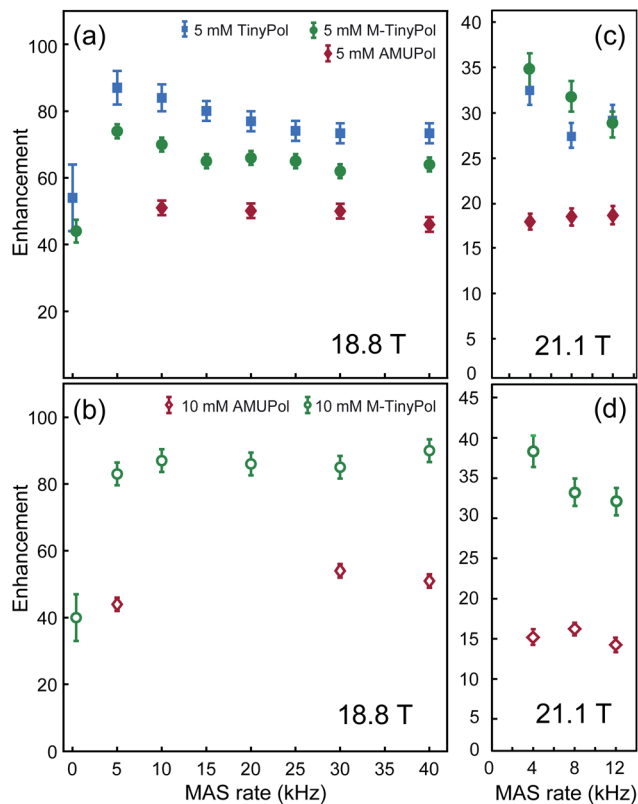 (a)
5 mM TinyPol
5 mM M-TinyPol
5 mM AMUPol
Enhancement
100
80
60
40
20
0
18.8 T
(c)
40
35
30
25
20
15
10
5
0
21.1 T
(b)
10 mM AMUPol
10 mM M-TinyPol
Enhancement
100
80
60
40
20
0
18.8 T
0 5 10 15 20 25 30 35 40
MAS rate (kHz)
(d)
45
40
35
30
25
20
15
10
5
0
21.1 T
0 4 8 12
MAS rate (kHz)